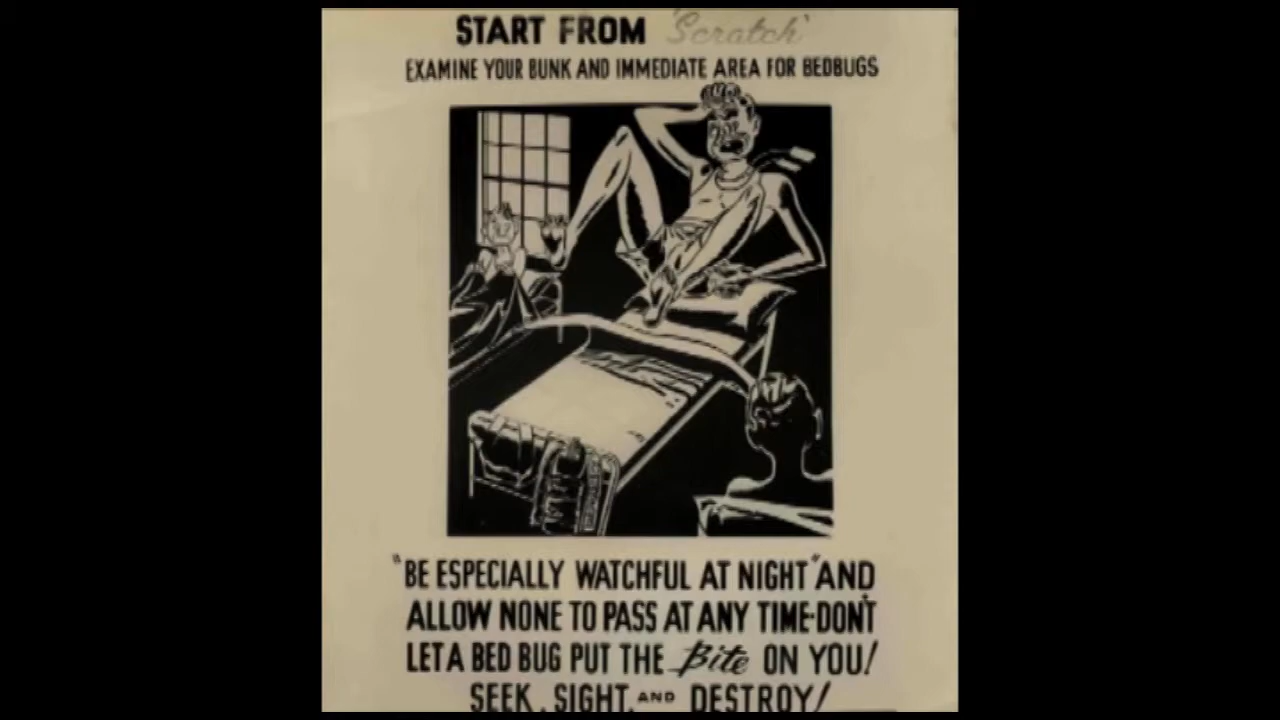 START FROM 'Scratch'
EXAMINE YOUR BUNK AND IMMEDIATE AREA FOR BEDBUGS
"BE ESPECIALLY WATCHFUL AT NIGHT" AND
ALLOW NONE TO PASS AT ANY TIME-DON'T
LET A BED BUG PUT THE Bite ON YOU!
SEEK, SIGHT, AND DESTROY!